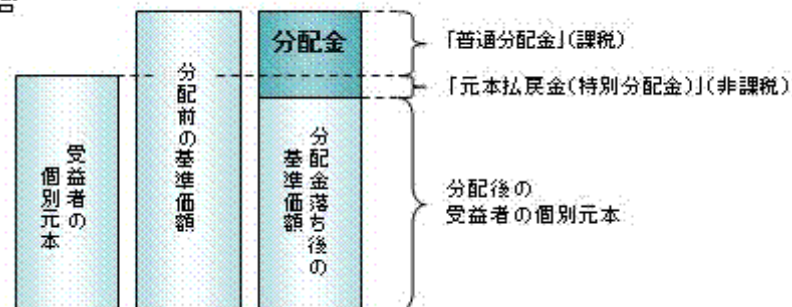 分配金
「普通分配金」(課税)
「元本払戻金(特別分配金)」(非課税)
受益者の
個別元本
分配前の基準価額
分配金落ち後の
基準価額
分配後の
受益者の個別元本